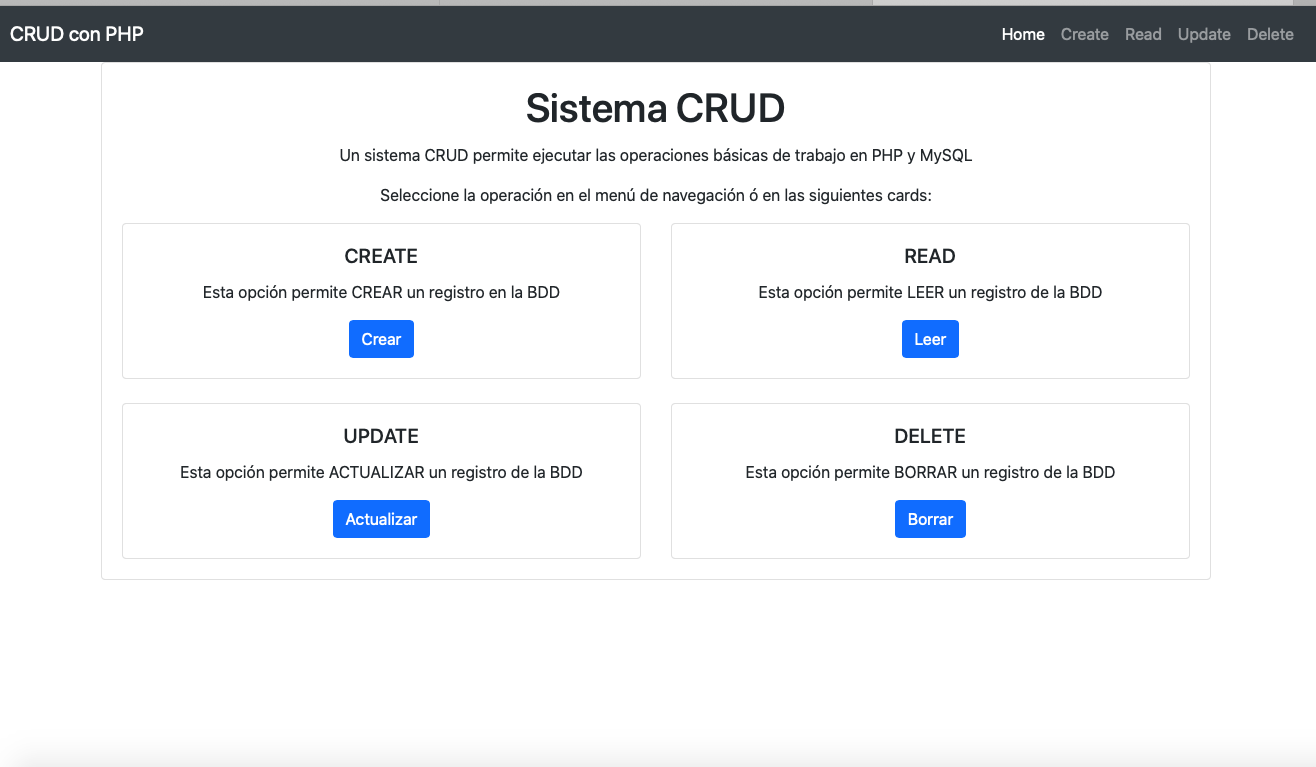 CRUD con PHP
Home Create Read Update Delete
Sistema CRUD
Un sistema CRUD permite ejecutar las operaciones básicas de trabajo en PHP y MySQL
Seleccione la operación en el menú de navegación ó en las siguientes cards:
CREATE
Esta opción permite CREAR un registro en la BDD
Crear
READ
Esta opción permite LEER un registro de la BDD
Leer
UPDATE
Esta opción permite ACTUALIZAR un registro de la BDD
Actualizar
DELETE
Esta opción permite BORRAR un registro de la BDD
Borrar